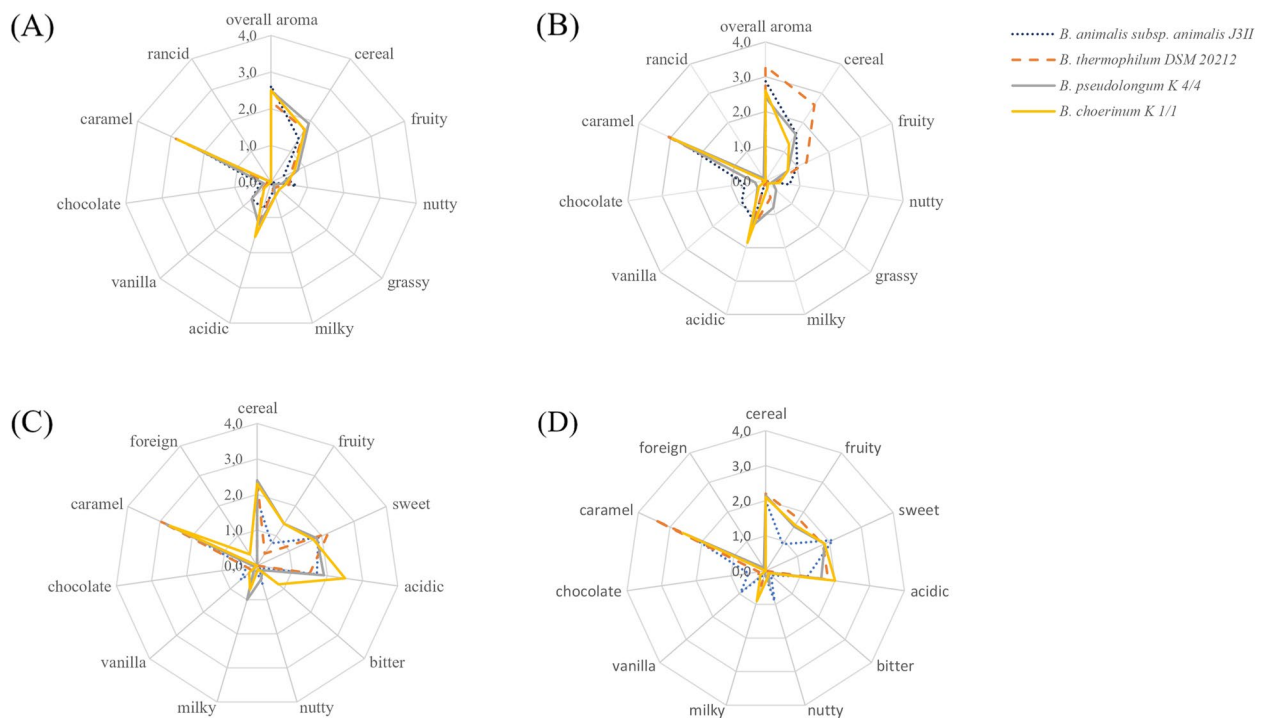 (A)
overall aroma
4,0
3,0
2,0
1,0
0,0
cereal
fruity
nutty
grassy
milky
acidic
vanilla
chocolate
caramel
rancid
(B)
overall aroma
4,0
3,0
2,0
1,0
0,0
cereal
fruity
nutty
grassy
milky
acidic
vanilla
chocolate
caramel
rancid
B. animalis subsp. animalis J3II
B. thermophilum DSM 20212
B. pseudolongum K 4/4
B. choerinum K 1/1
(C)
cereal
4,0
3,0
2,0
1,0
0,0
fruity
sweet
acidic
bitter
nutty
milky
vanilla
chocolate
caramel
foreign
(D)
cereal
4,0
3,0
2,0
1,0
0,0
fruity
sweet
acidic
bitter
nutty
milky
vanilla
chocolate
caramel
foreign